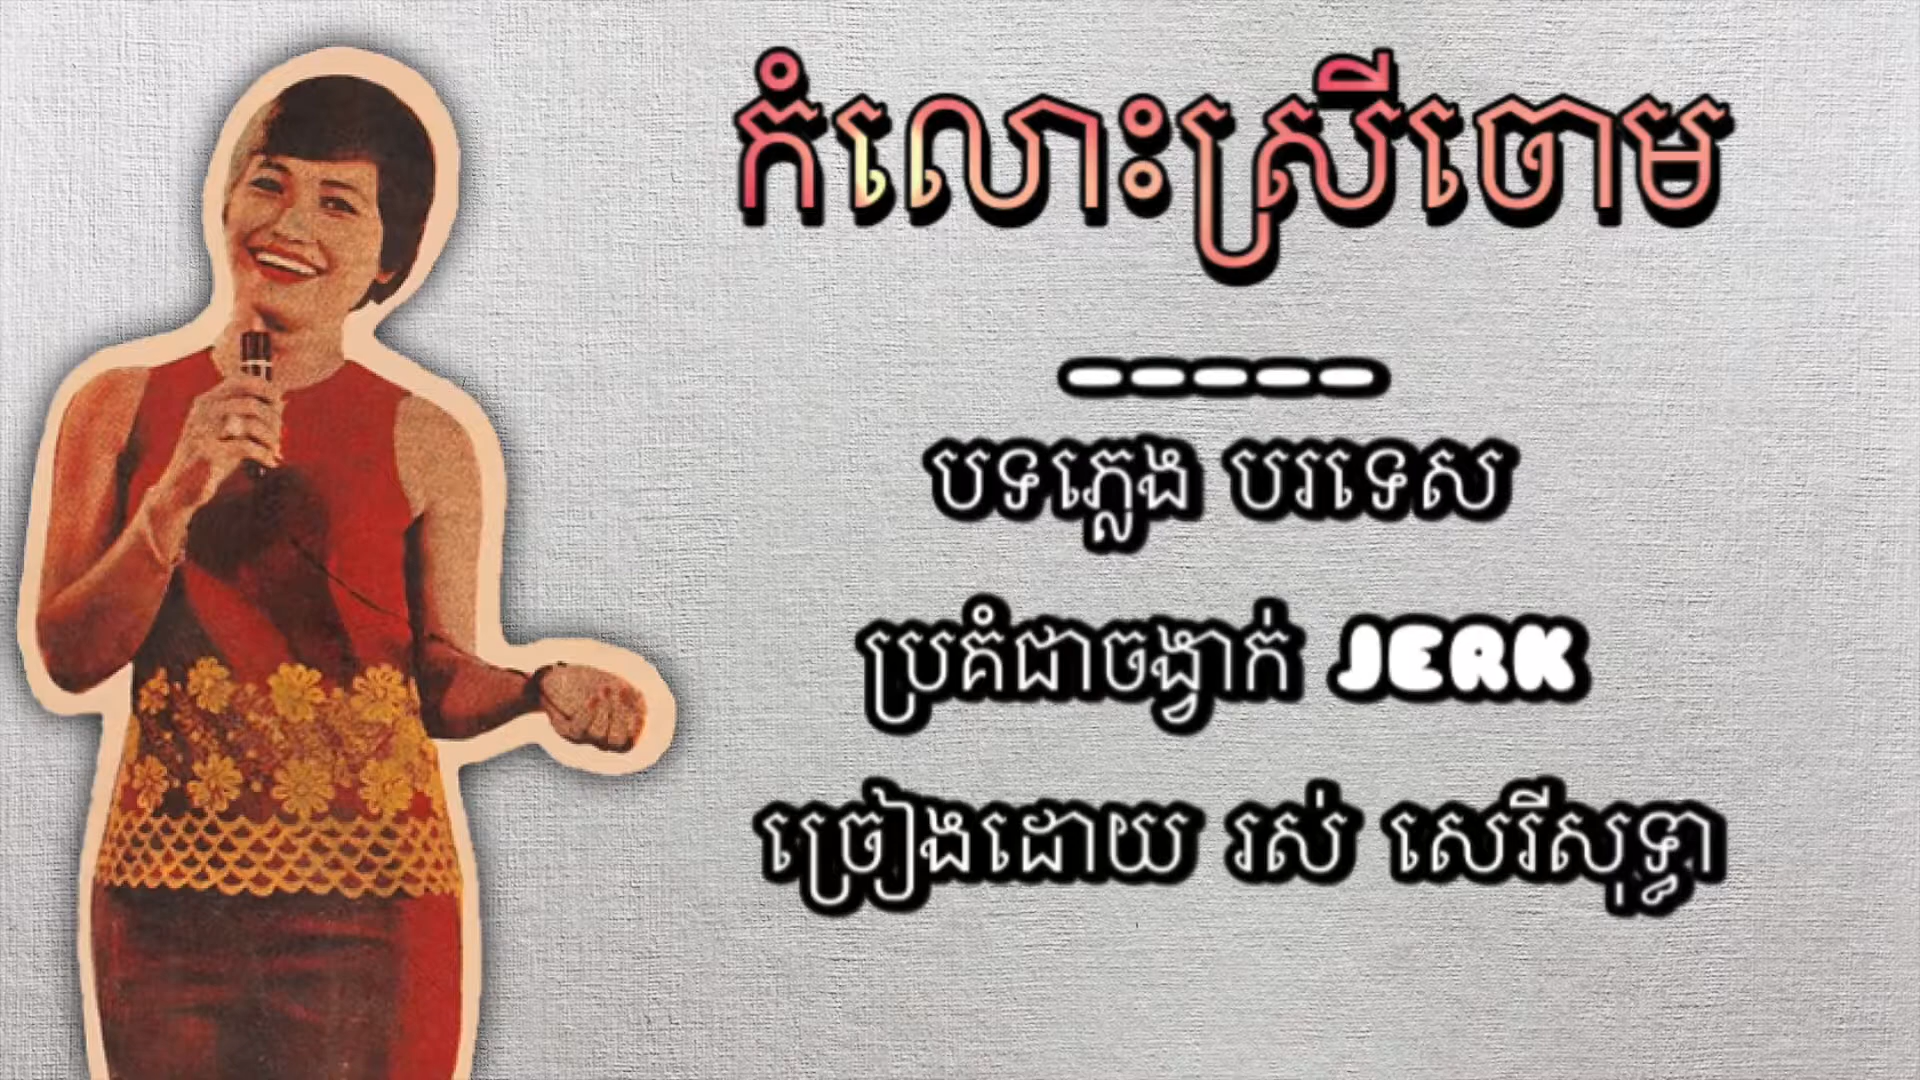 កំលោះស្រីចោម
-----
បទភ្លេង បរទេស
ប្រគំជាចង្វាក់ JERK
ច្រៀងដោយ រស់ សេរីសុទ្ធា